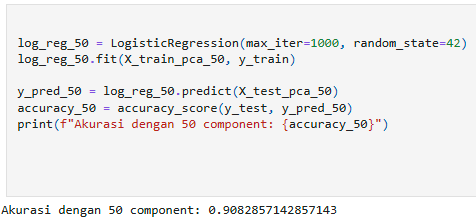 log_reg_50 = LogisticRegression(max_iter=1000, random_state=42)
log_reg_50.fit(X_train_pca_50, y_train)
y_pred_50 = log_reg_50.predict(X_test_pca_50)
accuracy_50 = accuracy_score(y_test, y_pred_50)
print(f"Akurasi dengan 50 component: {accuracy_50}")
Akurasi dengan 50 component: 0.9082857142857143